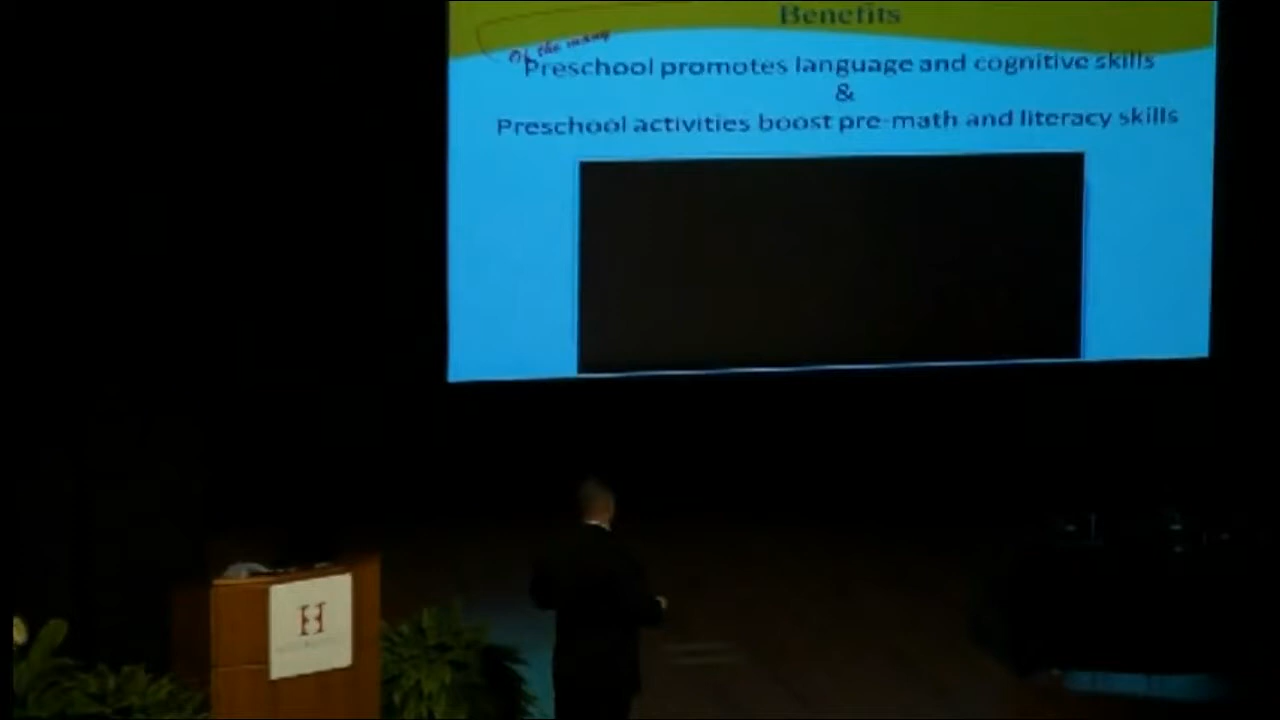 Benefits
Of the many
Preschool promotes language and cognitive skills
&
Preschool activities boost pre-math and literacy skills
H